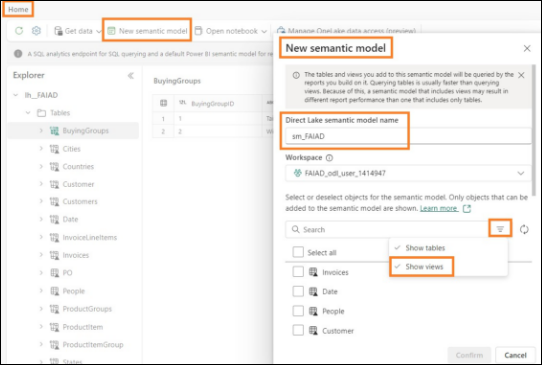 Home
Get data
New semantic model
Open notebook
Manage OneLake data access (preview)
A SQL analytics endpoint for SQL querying and a default Power BI semantic model for re
Explorer
lh_FAIAD
Tables
BuyingGroups
Cities
Countries
Customer
Customers
Date
InvoiceLineItems
Invoices
PO
People
ProductGroups
ProductItem
ProductItemGroup
States
BuyingGroups
BuyingGroupID
1 1 Ta
2 2 Wi
New semantic model
The tables and views you add to this semantic model will be queried by the
reports you build on it. Querying tables is usually faster than querying
views. Because of this, a semantic model that includes views may result in
different report performance than one that includes only tables.
Direct Lake semantic model name
sm_FAIAD
Workspace
FAIAD_odl_user_1414947
Select or deselect objects for the semantic model. Only objects that can be
added to the semantic model are shown. Learn more
Search
Show tables
Show views
Select all
Invoices
Date
People
Customer
Confirm
Cancel